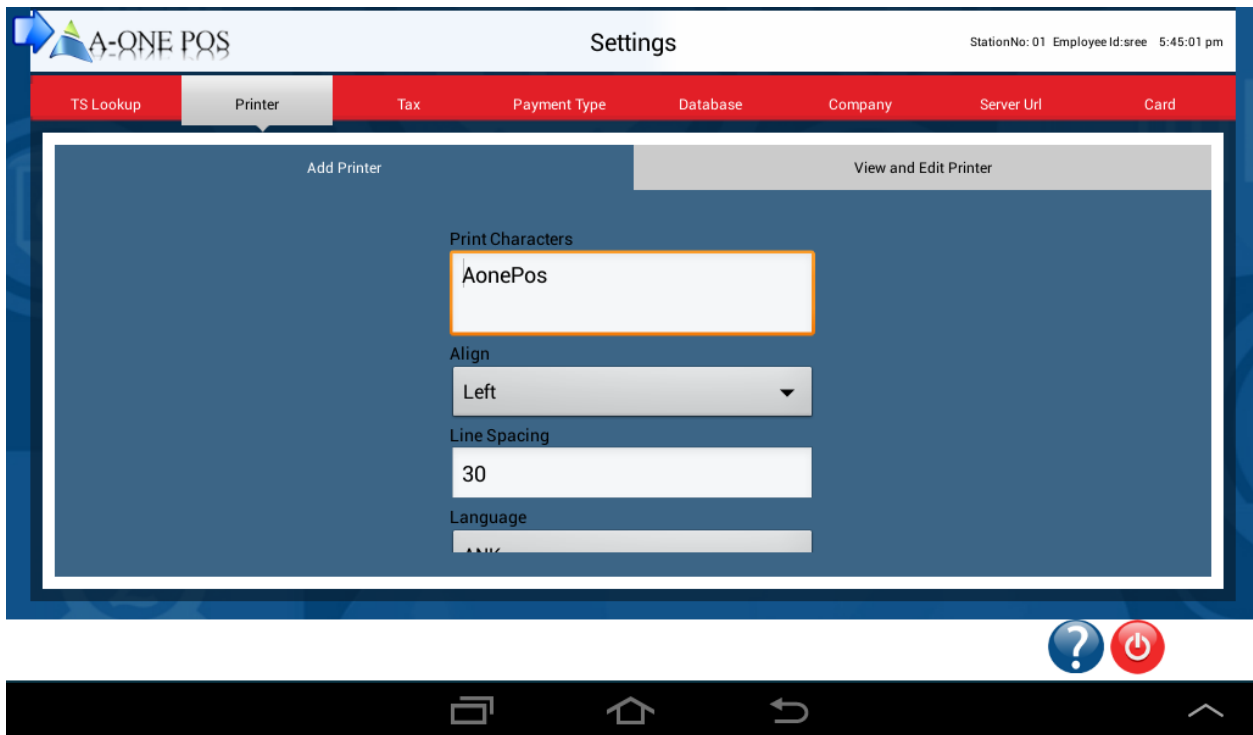 A-ONE POS
Settings
StationNo: 01 Employee Id:sree 5:45:01 pm
TS Lookup Printer Tax Payment Type Database Company Server Url Card
Add Printer View and Edit Printer
Print Characters
AonePos
Align
Left
Line Spacing
30
Language
ANK
?